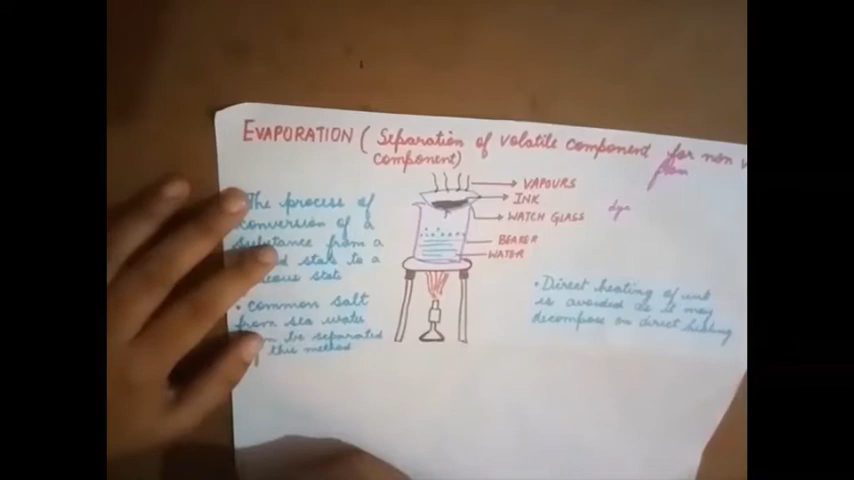 EVAPORATION ( Separation of volatile component for non v
component)
VAPOURS
INK
WATCH GLASS
dye
BEAKER
WATER
The process of
conversion of a
substance from a
state to a
state
• common salt
from sea water
be separated
this method
• Direct heating of ink
is avoided as it may
decompose on direct heating